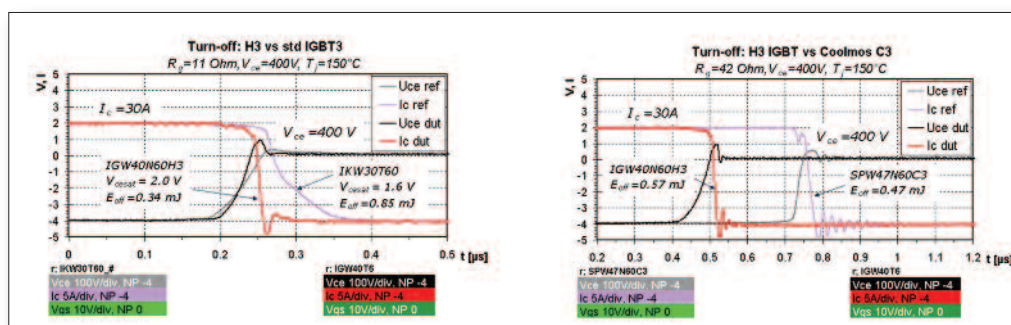 Turn-off: H3 vs std IGBT3
R_g=11 Ohm,V_ce=400V, T_j=150°C
V, I
5
4
3
2
1
0
-1
-2
-3
-4
-5
I_c =30A
Uce ref
Ic ref
Uce dut
Ic dut
V_ce = 400 V
IGW40N60H3
V_cesat = 2.0 V
E_off =0.34 mJ
IKW30T60
V_cesat = 1.6 V
E_off =0.85 mJ
0 0.1 0.2 0.3 0.4 0.5
t [µs]
r: IKW30T60_#
Vce 100V/div, NP -4
Ic 5A/div, NP -4
Vgs 10V/div, NP 0
r: IGW40T6
Vce 100V/div, NP -4
Ic 5A/div, NP -4
Vgs 10V/div, NP 0
Turn-off: H3 IGBT vs Coolmos C3
R_g=42 Ohm,V_ce=400V, T_j=150°C
V, I
5
4
3
2
1
0
-1
-2
-3
-4
-5
I_c =30A
Uce ref
Ic ref
Uce dut
Ic dut
V_ce =400 V
IGW40N60H3
E_off =0.57 mJ
SPW47N60C3
E_off =0.47 mJ
0.2 0.3 0.4 0.5 0.6 0.7 0.8 0.9 1 1.1 1.2
t [µs]
r: SPW47N60C3
Vce 100V/div, NP -4
Ic 5A/div, NP -4
Vgs 10V/div, NP 0
r: IGW40T6
Vce 100V/div, NP -4
Ic 5A/div, NP -4
Vgs 10V/div, NP 0